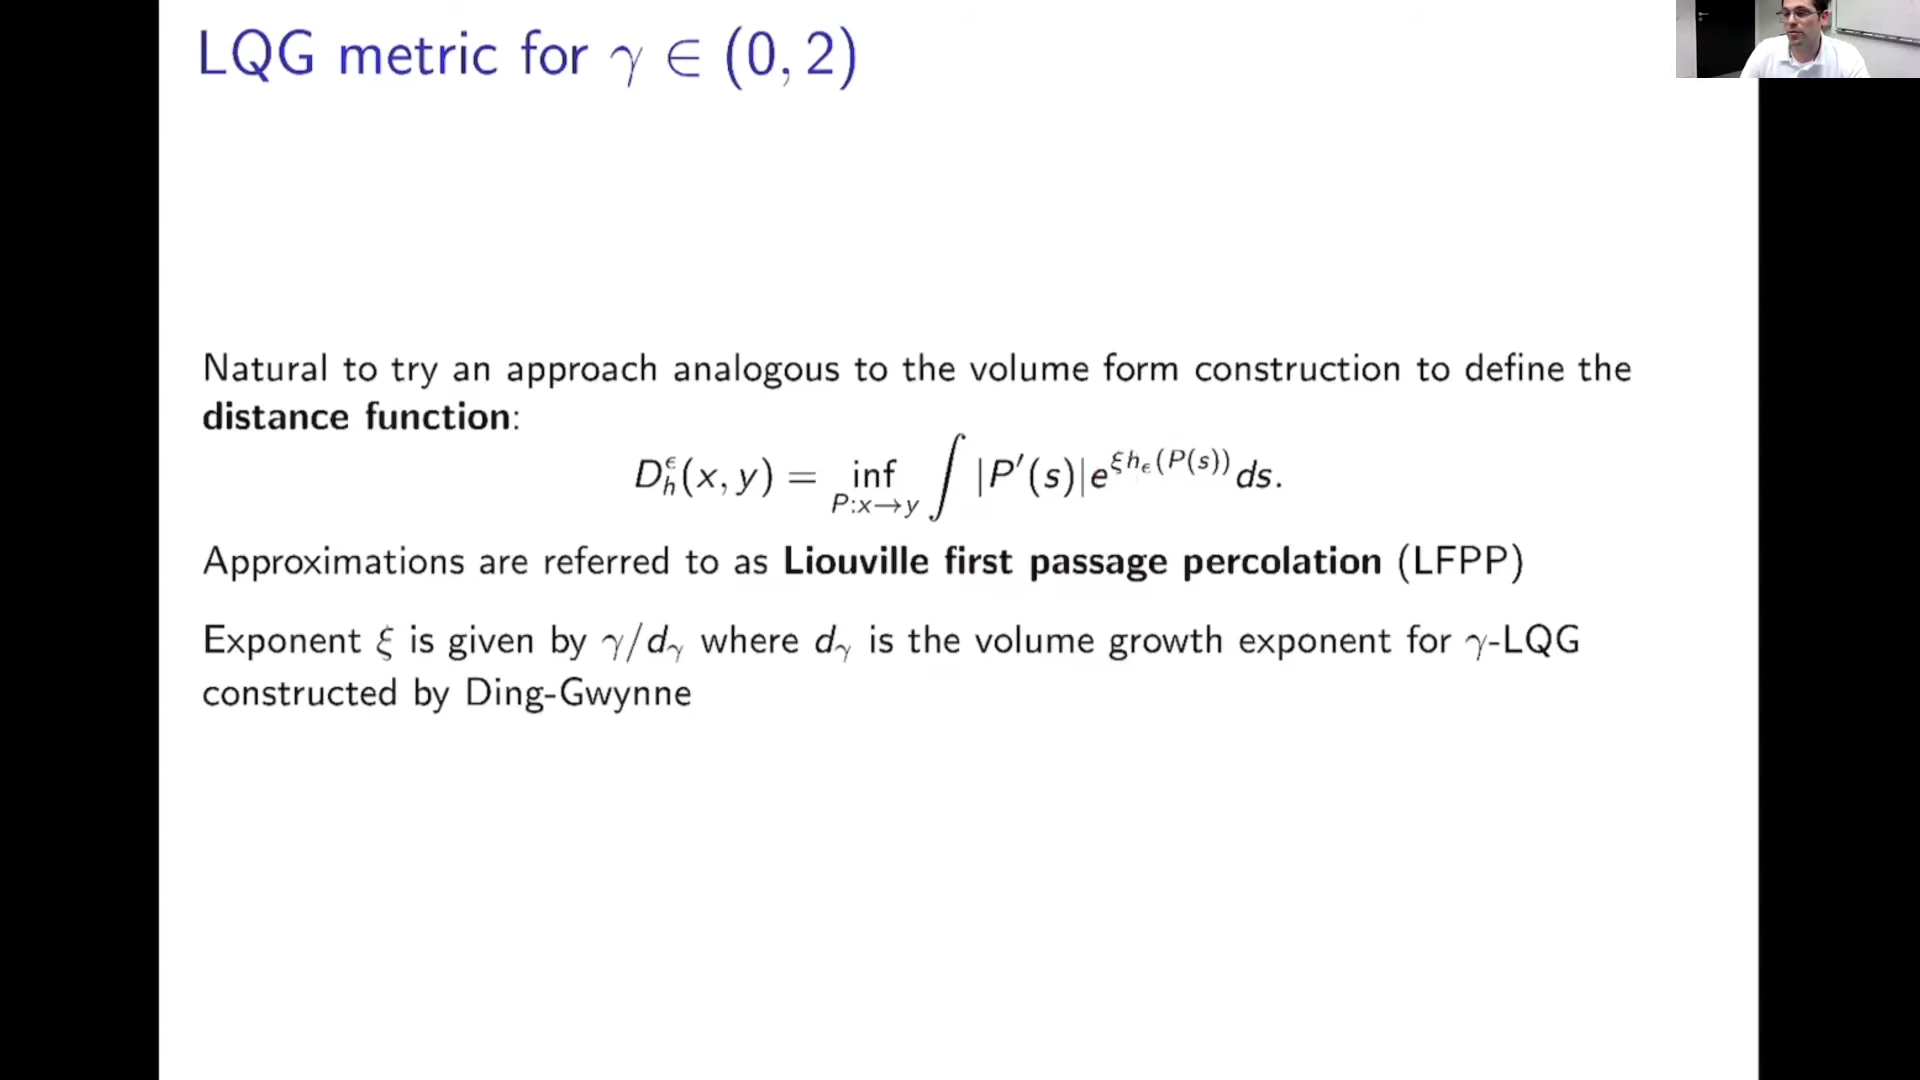 LQG metric for γ ∈ (0, 2)
Natural to try an approach analogous to the volume form construction to define the
distance function:
D_h^ϵ(x, y) = inf_{P:x→y} ∫ |P′(s)|e^{ξh_ϵ(P(s))} ds.
Approximations are referred to as Liouville first passage percolation (LFPP)
Exponent ξ is given by γ/d_γ where d_γ is the volume growth exponent for γ-LQG
constructed by Ding-Gwynne